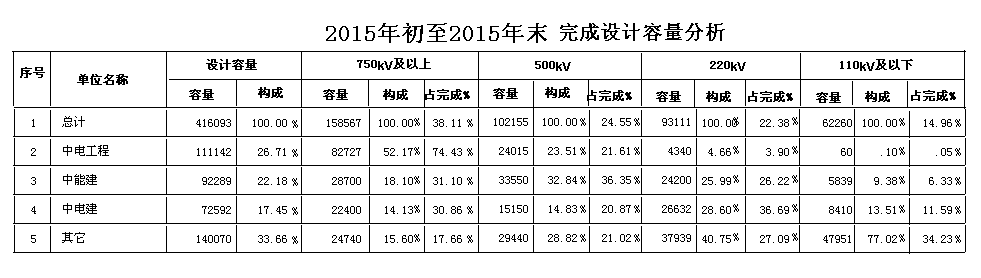 2015年初至2015年末 完成设计容量分析
序号 单位名称 设计容量 750kV及以上 500kV 220kV 110kV及以下
容量 构成 容量 构成 占完成% 容量 构成 占完成% 容量 构成 占完成% 容量 构成 占完成%
1 总计 416093 100.00 % 158567 100.00% 38.11 % 102155 100.00 % 24.55% 93111 100.00% 22.38% 62260 100.00% 14.96%
2 中电工程 111142 26.71 % 82727 52.17% 74.43 % 24015 23.51% 21.61% 4340 4.66% 3.90% 60 .10% .05%
3 中能建 92289 22.18 % 28700 18.10% 31.10 % 33550 32.84% 36.35% 24200 25.99% 26.22% 5839 9.38% 6.33%
4 中电建 72592 17.45 % 22400 14.13% 30.86 % 15150 14.83% 20.87% 26632 28.60% 36.69% 8410 13.51% 11.59%
5 其它 140070 33.66 % 24740 15.60% 17.66 % 29440 28.82% 21.02% 37939 40.75% 27.09% 47951 77.02% 34.23%